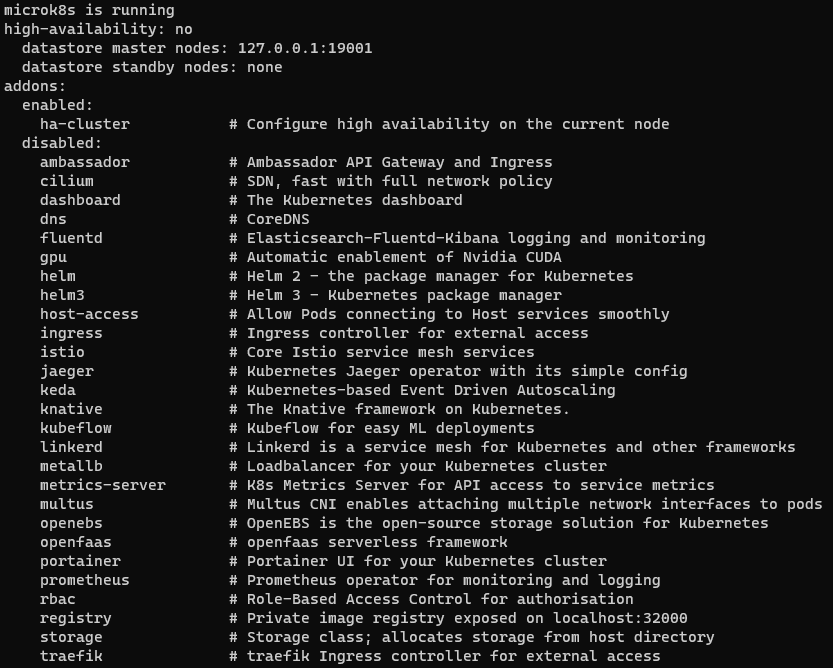 microk8s is running
high-availability: no
  datastore master nodes: 127.0.0.1:19001
  datastore standby nodes: none
addons:
  enabled:
    ha-cluster           # Configure high availability on the current node
  disabled:
    ambassador           # Ambassador API Gateway and Ingress
    cilium               # SDN, fast with full network policy
    dashboard            # The Kubernetes dashboard
    dns                  # CoreDNS
    fluentd              # Elasticsearch-Fluentd-Kibana logging and monitoring
    gpu                  # Automatic enablement of Nvidia CUDA
    helm                 # Helm 2 - the package manager for Kubernetes
    helm3                # Helm 3 - Kubernetes package manager
    host-access          # Allow Pods connecting to Host services smoothly
    ingress              # Ingress controller for external access
    istio                # Core Istio service mesh services
    jaeger               # Kubernetes Jaeger operator with its simple config
    keda                 # Kubernetes-based Event Driven Autoscaling
    knative              # The Knative framework on Kubernetes.
    kubeflow             # Kubeflow for easy ML deployments
    linkerd              # Linkerd is a service mesh for Kubernetes and other frameworks
    metallb              # Loadbalancer for your Kubernetes cluster
    metrics-server       # K8s Metrics Server for API access to service metrics
    multus               # Multus CNI enables attaching multiple network interfaces to pods
    openebs              # OpenEBS is the open-source storage solution for Kubernetes
    openfaas             # openfaas serverless framework
    portainer            # Portainer UI for your Kubernetes cluster
    prometheus           # Prometheus operator for monitoring and logging
    rbac                 # Role-Based Access Control for authorisation
    registry             # Private image registry exposed on localhost:32000
    storage              # Storage class; allocates storage from host directory
    traefik              # traefik Ingress controller for external access